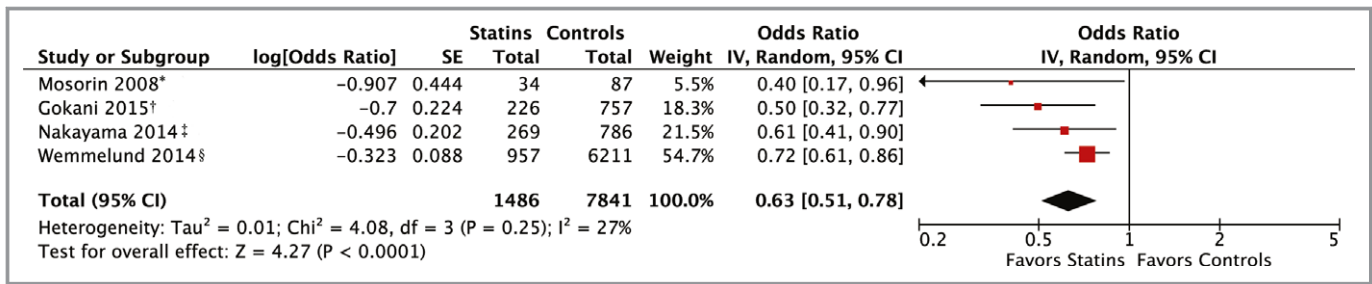 Statins Controls Odds Ratio Odds Ratio
Study or Subgroup log[Odds Ratio] SE Total Total Weight IV, Random, 95% CI IV, Random, 95% CI
Mosorin 2008* −0.907 0.444 34 87 5.5% 0.40 [0.17, 0.96]
Gokani 2015† −0.7 0.224 226 757 18.3% 0.50 [0.32, 0.77]
Nakayama 2014‡ −0.496 0.202 269 786 21.5% 0.61 [0.41, 0.90]
Wemmelund 2014§ −0.323 0.088 957 6211 54.7% 0.72 [0.61, 0.86]
Total (95% CI) 1486 7841 100.0% 0.63 [0.51, 0.78]
Heterogeneity: Tau² = 0.01; Chi² = 4.08, df = 3 (P = 0.25); I² = 27%
Test for overall effect: Z = 4.27 (P < 0.0001)
0.2 0.5 1 2 5
Favors Statins Favors Controls